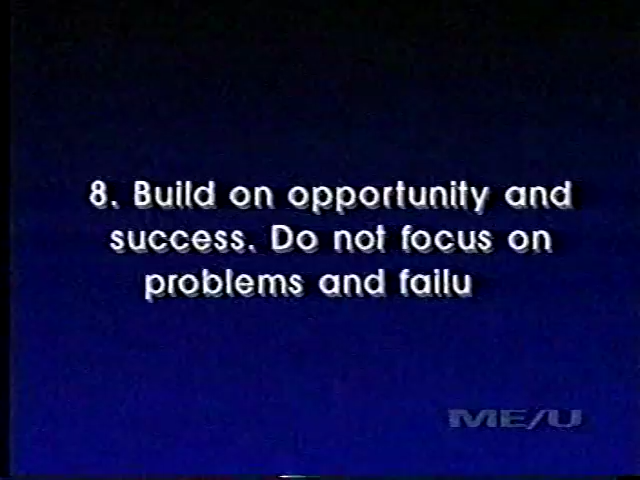 8. Build on opportunity and
success. Do not focus on
problems and failu
ME/U